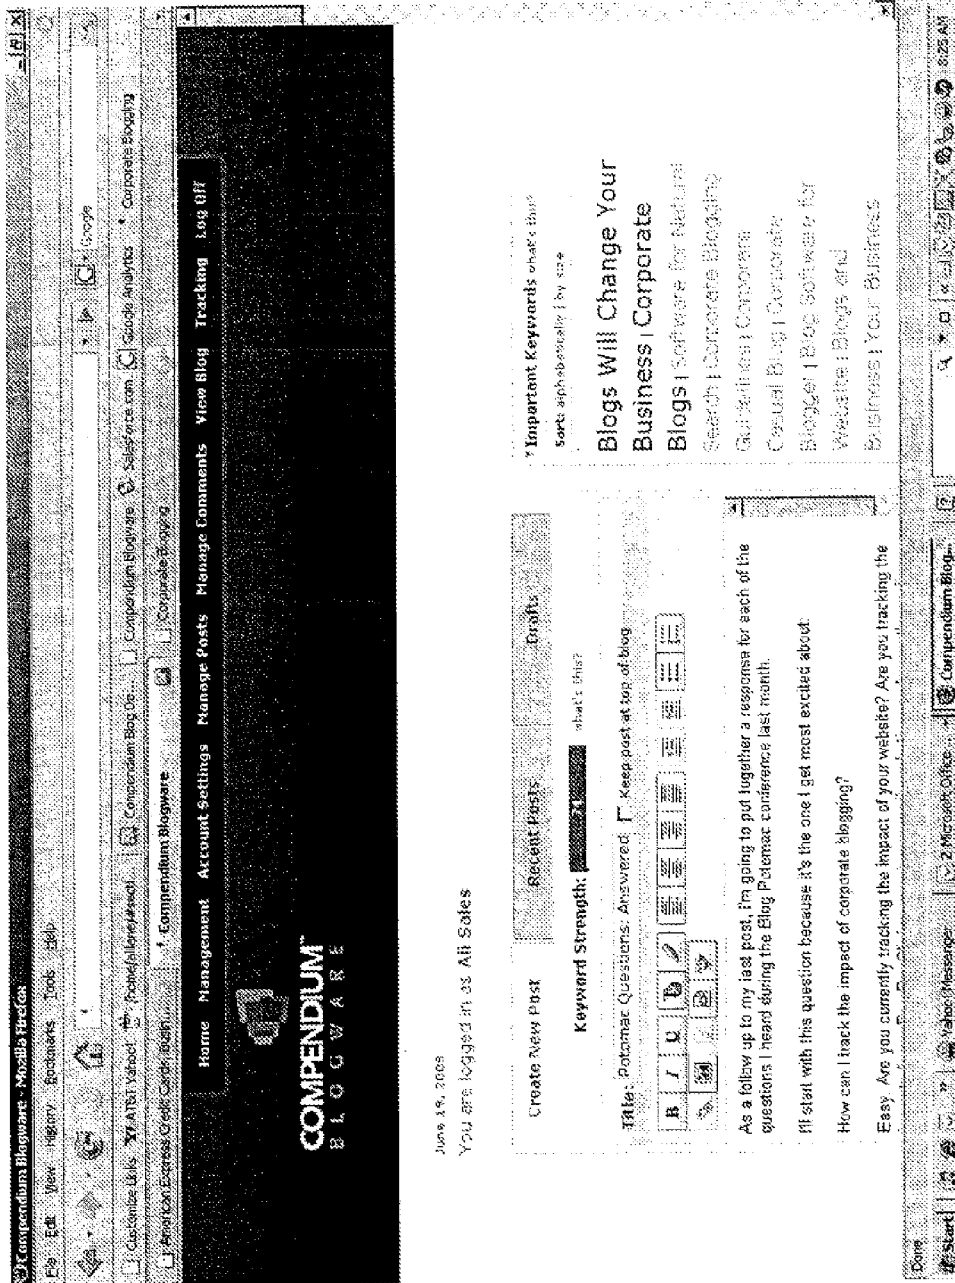 Compendium Blogware - Mozilla Firefox
File Edit View History Bookmarks Tools Help
Google
Customize Links AT&T Yahoo! Compendium Blog De... Compendium Blogware Salesforce.com Google Analytics Corporate Blogging
Compendium Blogware Corporate Blogging
Home Management Account Settings Manage Posts Manage Comments View Blog Tracking Log Off
COMPENDIUM™
BLOGWARE
June 19, 2008
You are logged in as Ali Sales
Create New Post Recent Posts Drafts
Keyword Strength: what's this?
Title: Potomac Questions: Answered Keep post at top of blog
B I U
As a follow up to my last post, I'm going to put together a response for each of the
questions I heard during the Blog Potomac conference last month.
I'll start with this question because it's the one I get most excited about:
How can I track the impact of corporate blogging?
Easy. Are you currently tracking the impact of your website? Are you tracking the
Important Keywords what's this?
Sort: alphabetically | by size
Blogs Will Change Your
Business | Corporate
Blogs | Software for Natural
Search | Corporate Blogging
Guidelines | Corporate
Casual Blog | Corporate
Blogger | Blog Software for
Website | Blogs and
Business | Your Business
Done
Start Yahoo! Messenger 2 Microsoft Office... Compendium Blog... 8:25 AM